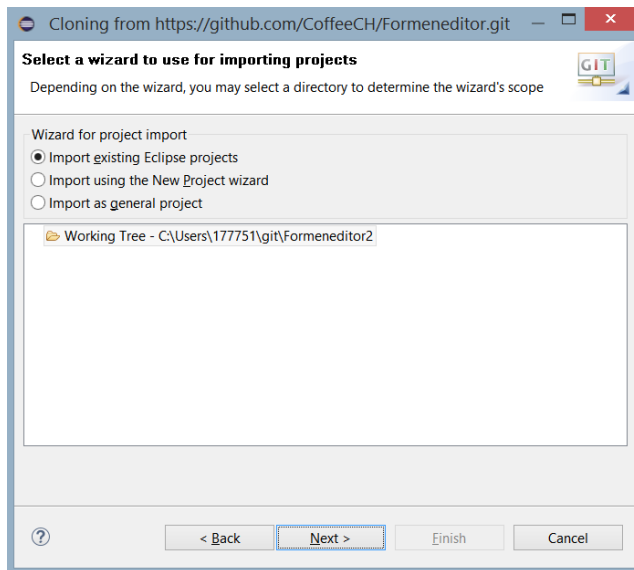 Cloning from https://github.com/CoffeeCH/Formeneditor.git
Select a wizard to use for importing projects
Depending on the wizard, you may select a directory to determine the wizard's scope
GIT
Wizard for project import
Import existing Eclipse projects
Import using the New Project wizard
Import as general project
Working Tree - C:\Users\177751\git\Formeneditor2
?
< Back
Next >
Finish
Cancel